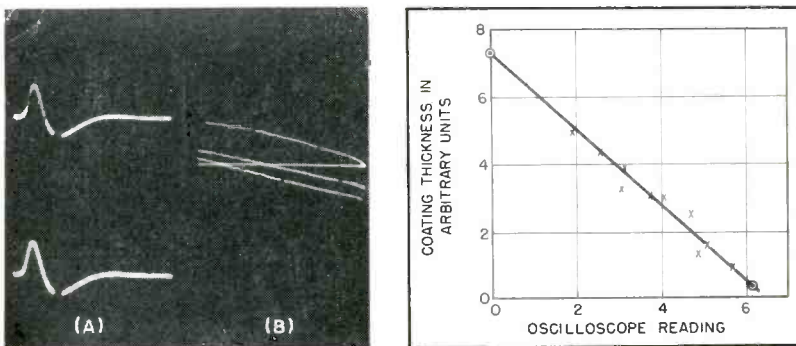 (A)
(B)
COATING THICKNESS IN
ARBITRARY UNITS
8
6
4
2
0
0
2
4
6
OSCILLOSCOPE READING